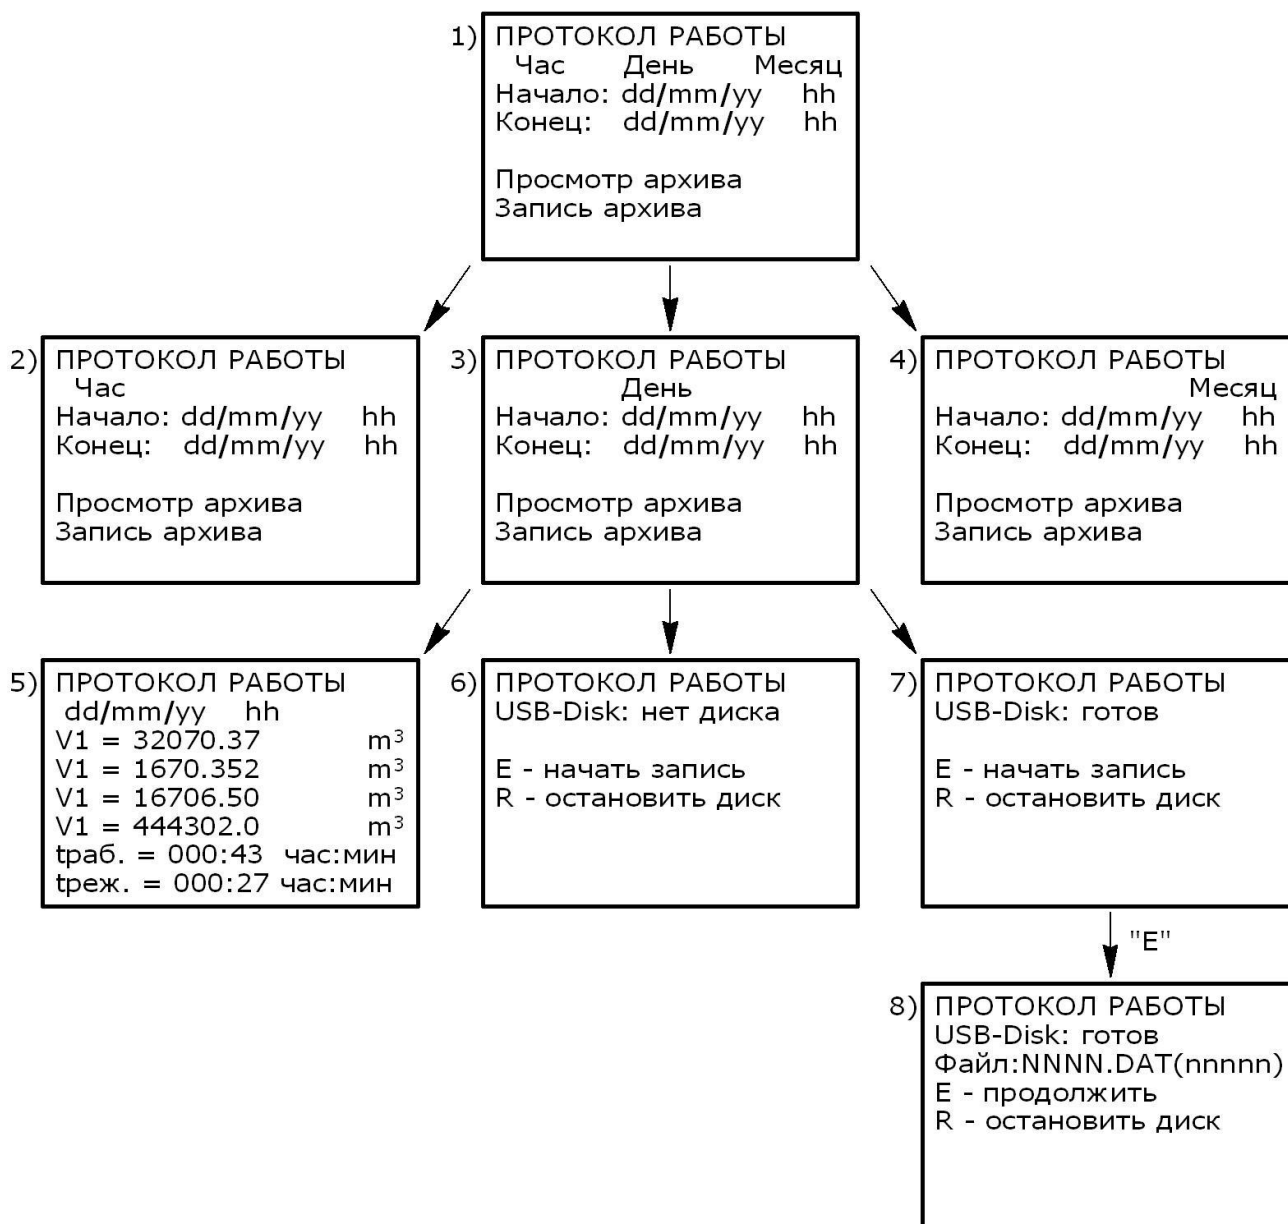 1)
ПРОТОКОЛ РАБОТЫ
Час День Месяц
Начало: dd/mm/yy hh
Конец: dd/mm/yy hh
Просмотр архива
Запись архива
2)
ПРОТОКОЛ РАБОТЫ
Час
Начало: dd/mm/yy hh
Конец: dd/mm/yy hh
Просмотр архива
Запись архива
3)
ПРОТОКОЛ РАБОТЫ
День
Начало: dd/mm/yy hh
Конец: dd/mm/yy hh
Просмотр архива
Запись архива
4)
ПРОТОКОЛ РАБОТЫ
Месяц
Начало: dd/mm/yy hh
Конец: dd/mm/yy hh
Просмотр архива
Запись архива
5)
ПРОТОКОЛ РАБОТЫ
dd/mm/yy hh
V1 = 32070.37 m³
V1 = 1670.352 m³
V1 = 16706.50 m³
V1 = 444302.0 m³
tраб. = 000:43 час:мин
tреж. = 000:27 час:мин
6)
ПРОТОКОЛ РАБОТЫ
USB-Disk: нет диска
E - начать запись
R - остановить диск
7)
ПРОТОКОЛ РАБОТЫ
USB-Disk: готов
E - начать запись
R - остановить диск
"E"
8)
ПРОТОКОЛ РАБОТЫ
USB-Disk: готов
Файл:NNNN.DAT(nnnnn)
E - продолжить
R - остановить диск